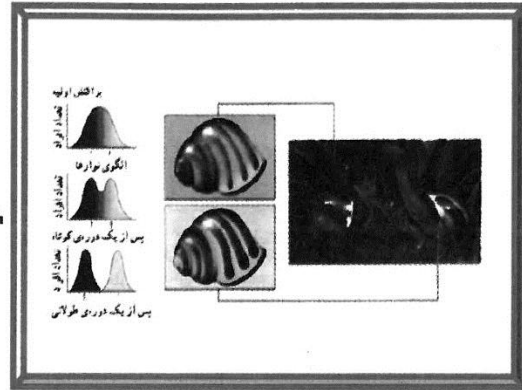 پراکنش اولیه
تعداد افراد
الگوی نوارها
تعداد افراد
پس از یک دوره‌ی کوتاه
تعداد افراد
پس از یک دوره‌ی طولانی